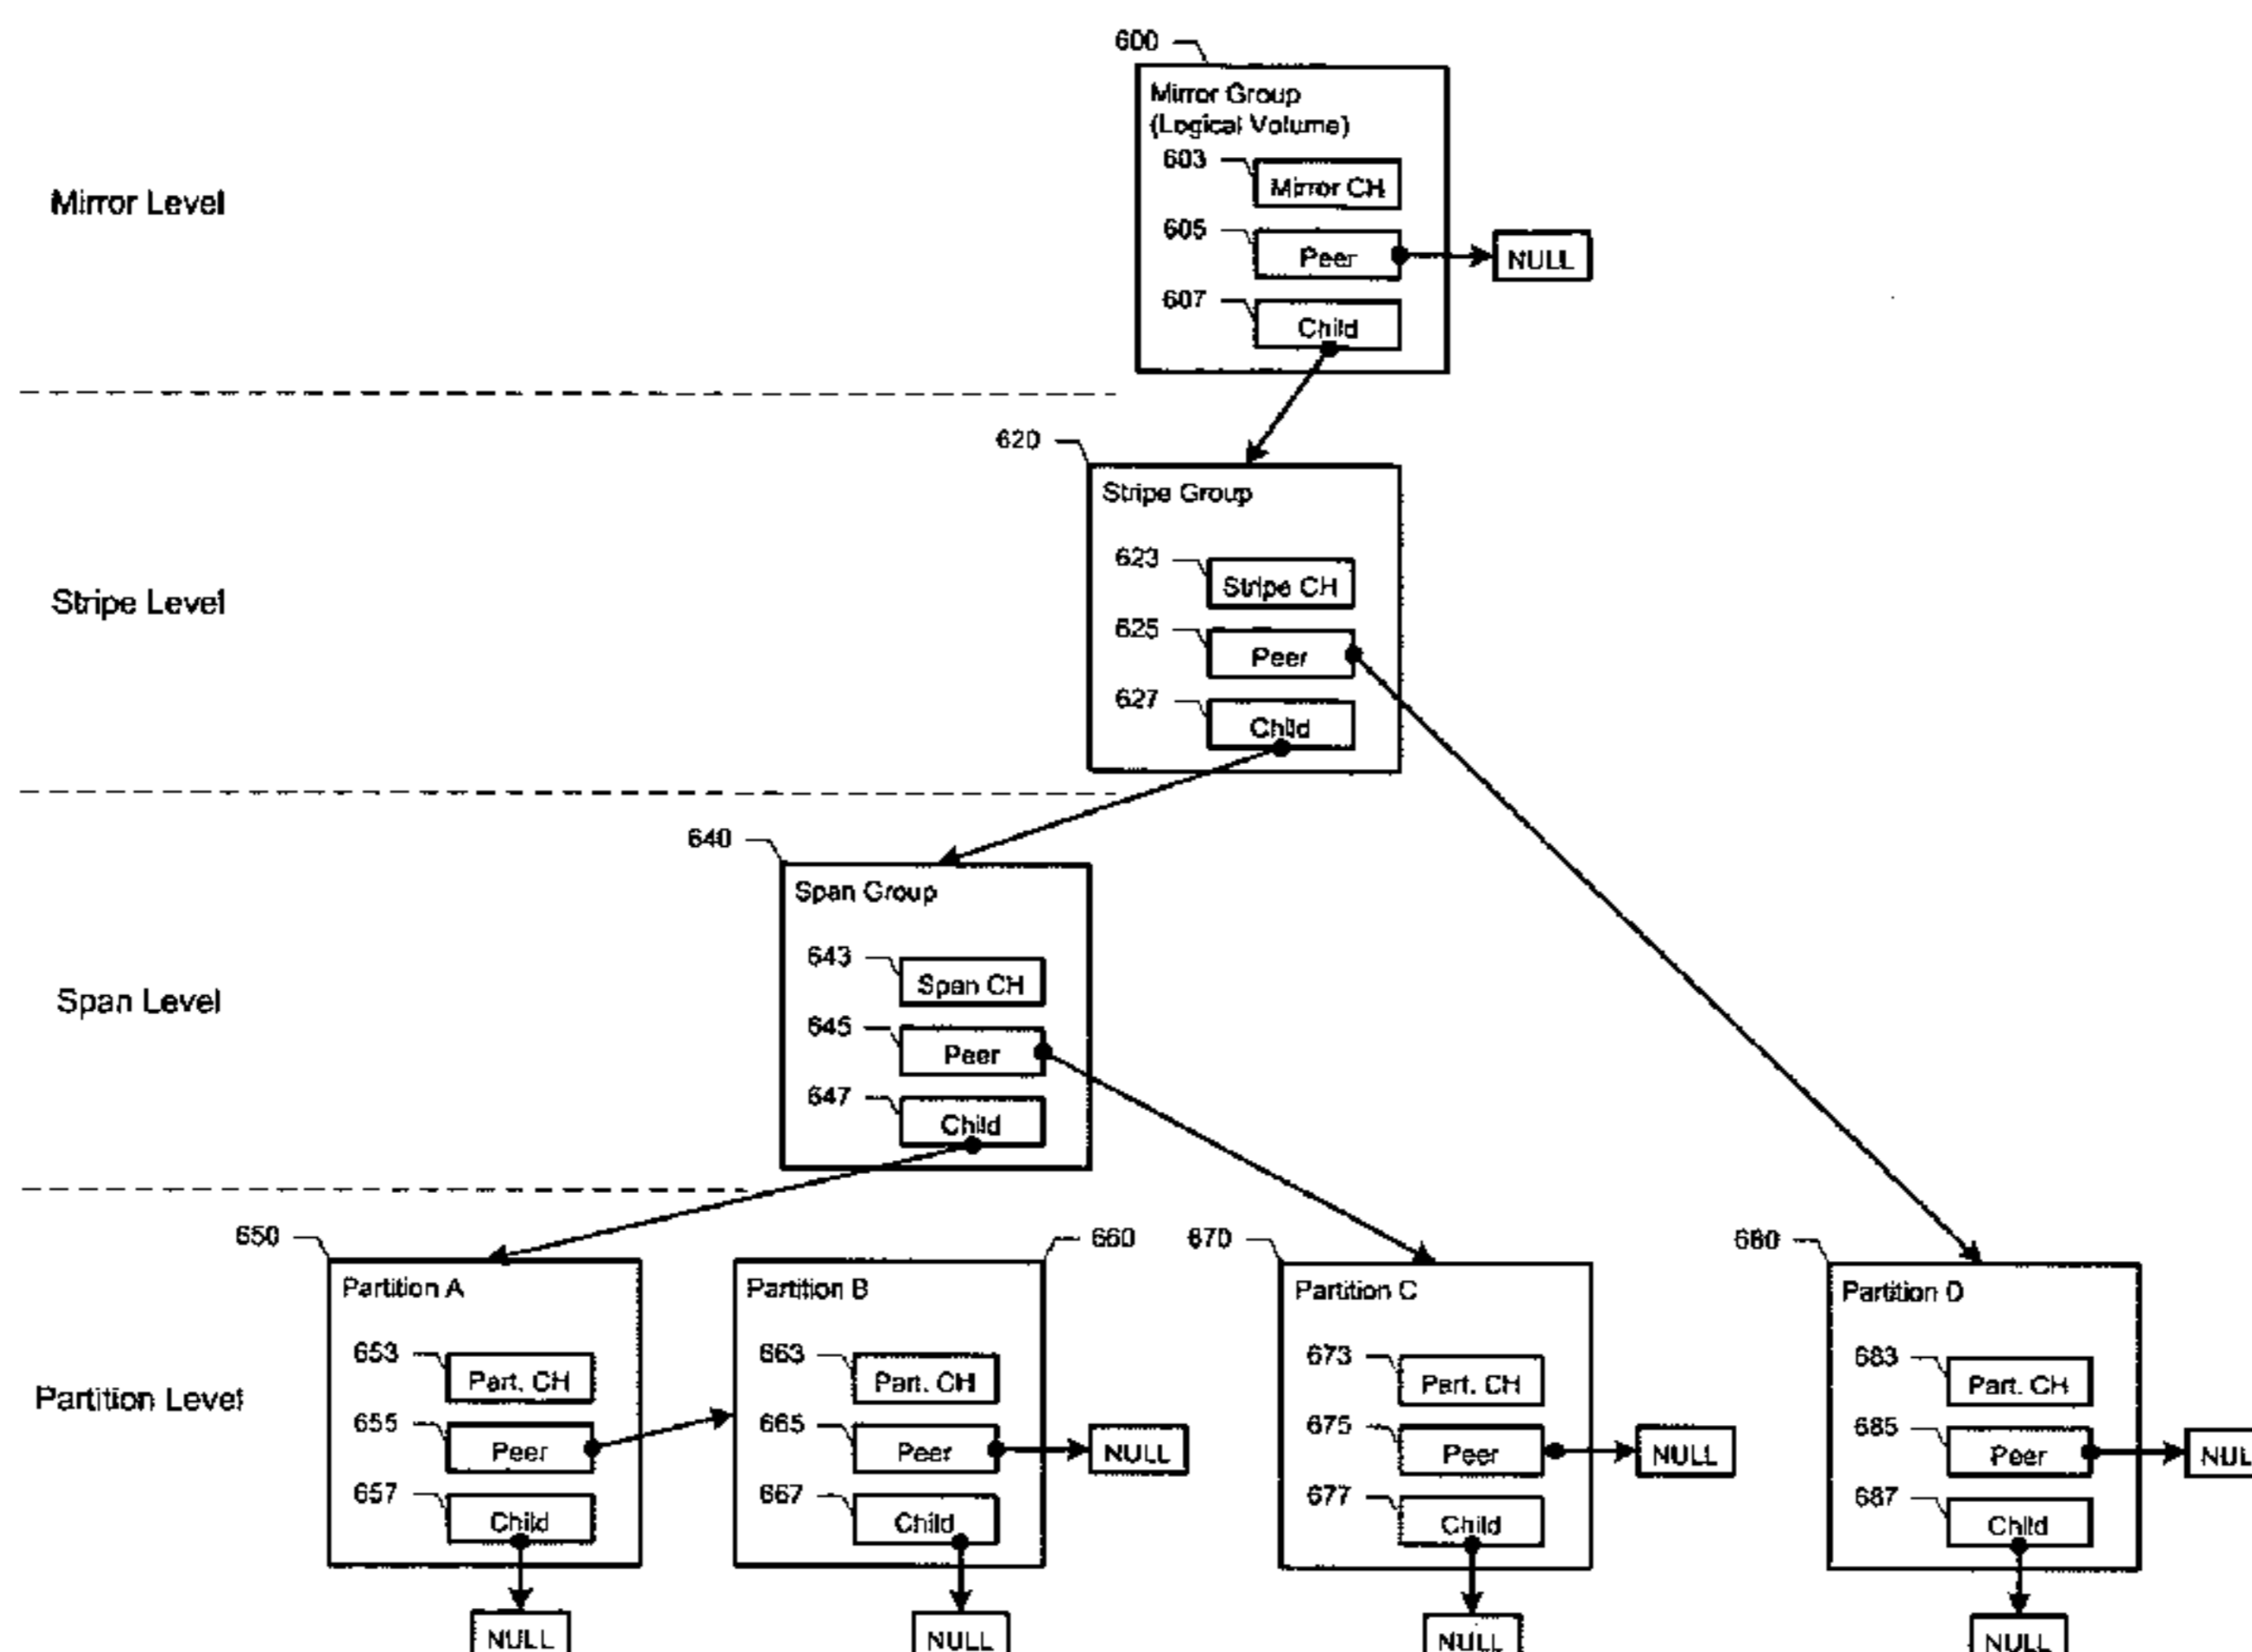 600
Mirror Group
(Logical Volume)
603
Mirror CH
Mirror Level
605
Peer
NULL
607
Child
620
Stripe Group
623
Stripe CH
Stripe Level
625
Peer
627
Child
640
Span Group
643
Span CH
Span Level
645
Peer
647
Child
650
660
670
680
Partition A
Partition B
Partition C
Partition D
653
Part. CH
663
Part. CH
673
Part. CH
683
Part. CH
Partition Level
655
Peer
665
Peer
NULL
675
Peer
NULL
685
Peer
657
Child
667
Child
677
Child
687
Child
NULL
NULL
NULL
NULL